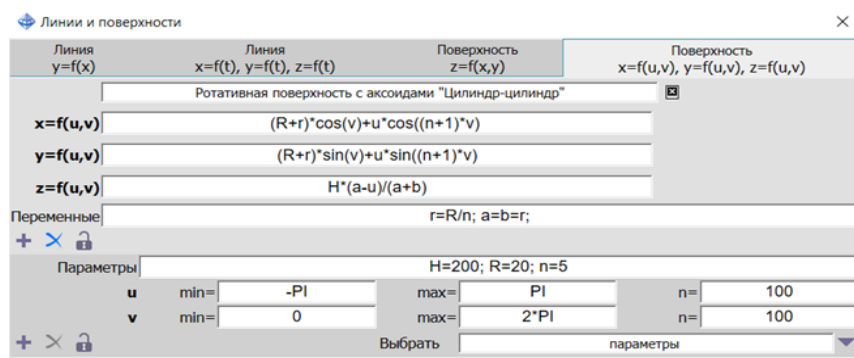 Линии и поверхности
Линия Линия Поверхность Поверхность
y=f(x) x=f(t), y=f(t), z=f(t) z=f(x,y) x=f(u,v), y=f(u,v), z=f(u,v)
Ротативная поверхность с аксоидами "Цилиндр-цилиндр"
x=f(u,v) (R+r)*cos(v)+u*cos((n+1)*v)
y=f(u,v) (R+r)*sin(v)+u*sin((n+1)*v)
z=f(u,v) H*(a-u)/(a+b)
Переменные r=R/n; a=b=r;
Параметры H=200; R=20; n=5
u min= -PI max= PI n= 100
v min= 0 max= 2*PI n= 100
Выбрать параметры